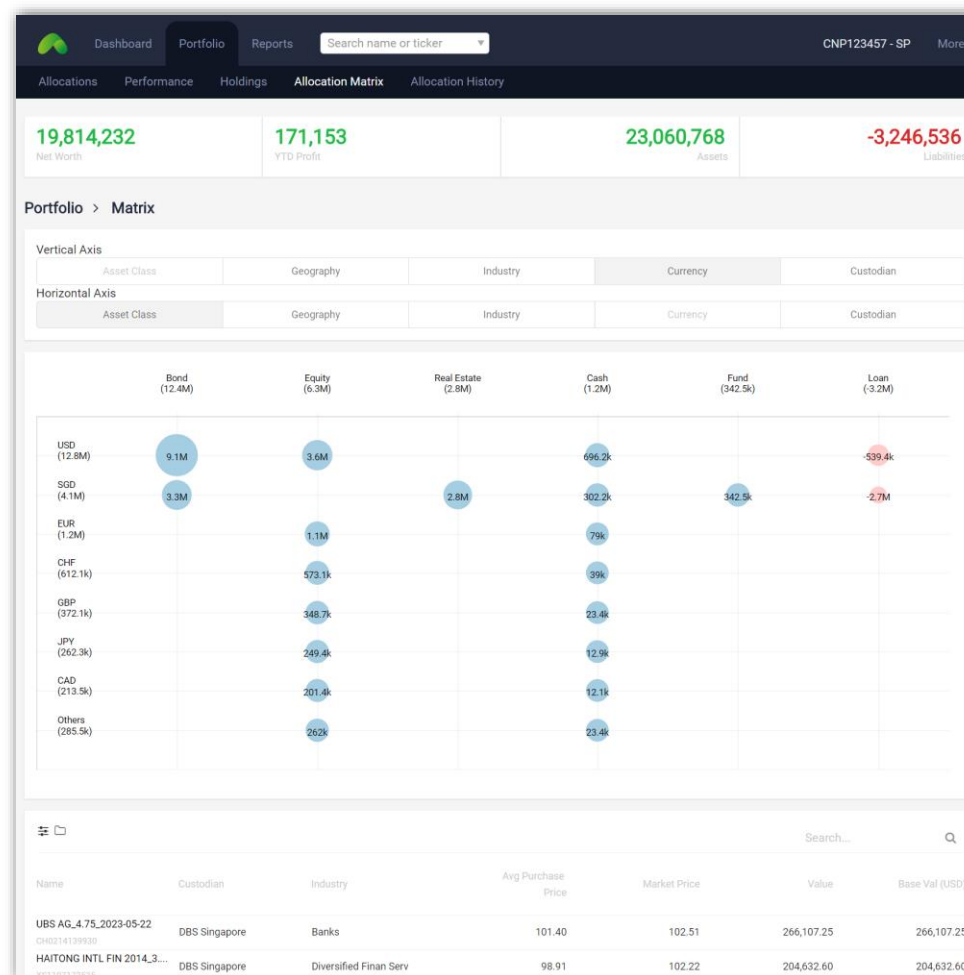 Dashboard Portfolio Reports Search name or ticker CNP123457 - SP More
Allocations Performance Holdings Allocation Matrix Allocation History
19,814,232 171,153 23,060,768 -3,246,536
Net Worth YTD Profit Assets Liabilities
Portfolio > Matrix
Vertical Axis
Asset Class Geography Industry Currency Custodian
Horizontal Axis
Asset Class Geography Industry Currency Custodian
Bond Equity Real Estate Cash Fund Loan
(12.4M) (6.3M) (2.8M) (1.2M) (342.5k) (-3.2M)
USD
(12.8M) 9.1M 3.6M 696.2k -539.4k
SGD
(4.1M) 3.3M 2.8M 302.2k 342.5k -2.7M
EUR
(1.2M) 1.1M 79k
CHF
(612.1k) 573.1k 39k
GBP
(372.1k) 348.7k 23.4k
JPY
(262.3k) 249.4k 12.9k
CAD
(213.5k) 201.4k 12.1k
Others
(285.5k) 262k 23.4k
Search...
Name Custodian Industry Avg Purchase Price Market Price Value Base Val (USD)
UBS AG_4.75_2023-05-22 DBS Singapore Banks 101.40 102.51 266,107.25 266,107.25
CH0214139930
HAITONG INTL FIN 2014_3.... DBS Singapore Diversified Finan Serv 98.91 102.22 204,632.60 204,632.60